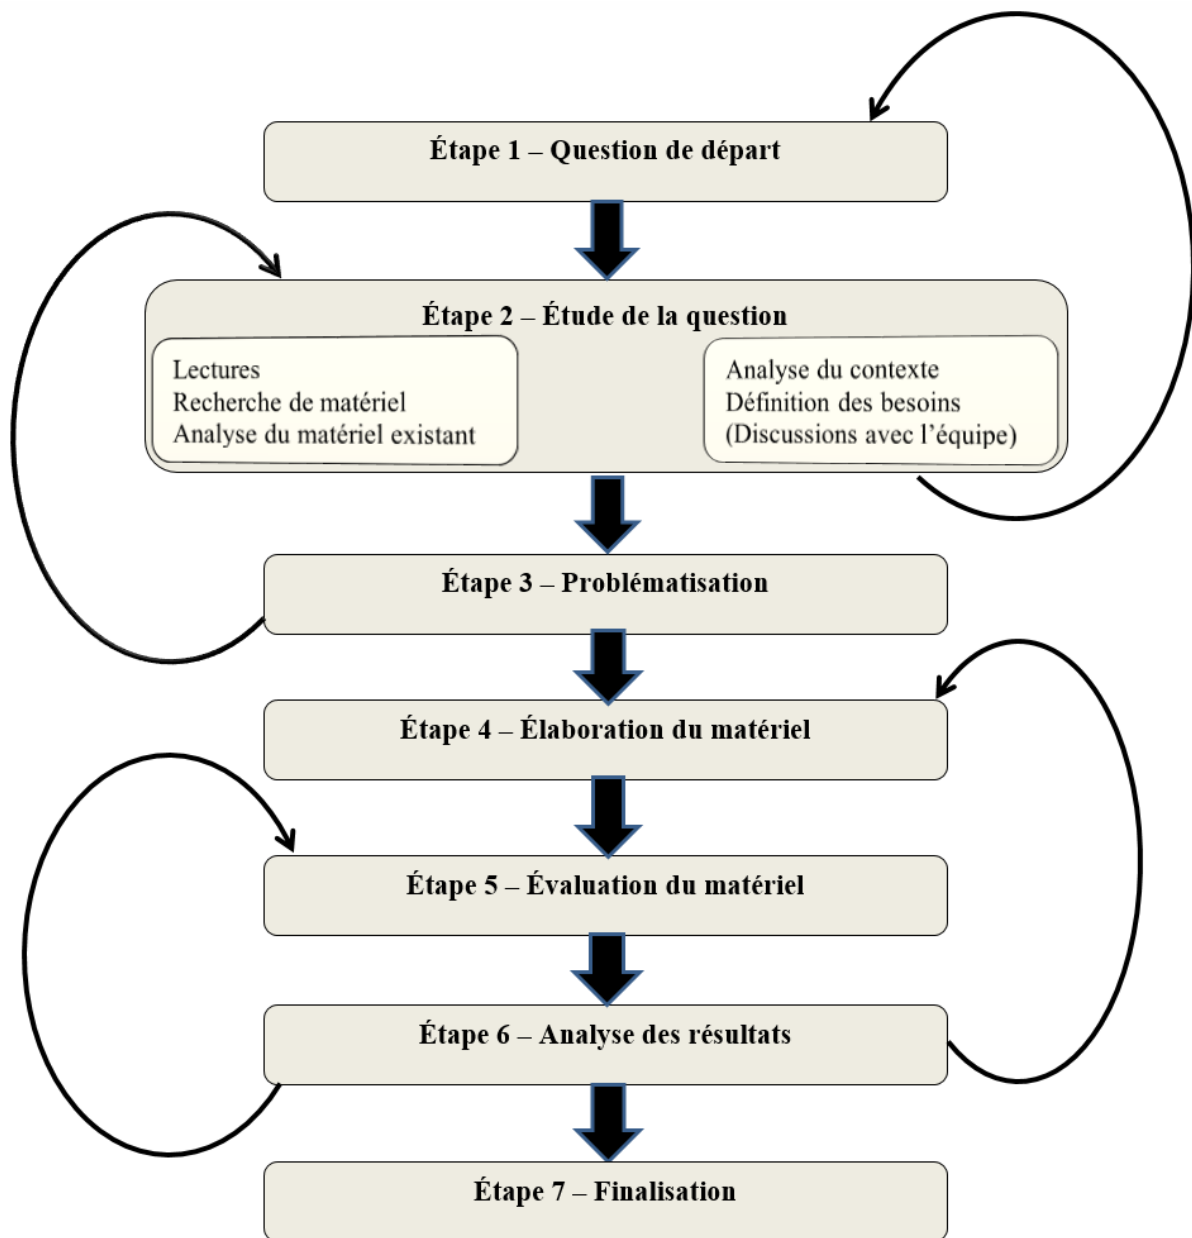 Étape 1 – Question de départ
Étape 2 – Étude de la question
Lectures
Recherche de matériel
Analyse du matériel existant
Analyse du contexte
Définition des besoins
(Discussions avec l’équipe)
Étape 3 – Problématisation
Étape 4 – Élaboration du matériel
Étape 5 – Évaluation du matériel
Étape 6 – Analyse des résultats
Étape 7 – Finalisation